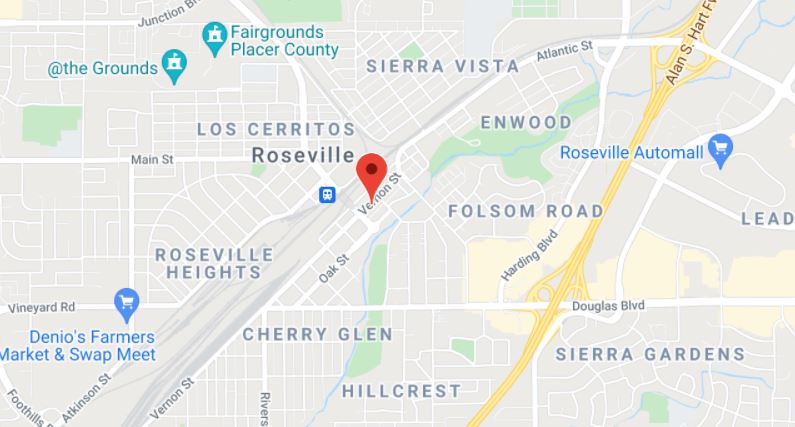 Junction Blv
Fairgrounds
Placer County
@the Grounds
SIERRA VISTA
Atlantic St
Alan S. Hart Fw
LOS CERRITOS
ENWOOD
Main St
Roseville
Roseville Automall
Vernon St
FOLSOM ROAD
LEAD
ROSEVILLE
HEIGHTS
Oak St
Harding Blvd
Vineyard Rd
Douglas Blvd
Denio's Farmers
Market & Swap Meet
CHERRY GLEN
SIERRA GARDENS
HILLCREST
Foothills
Atkinson St
Vernon St
Rivers